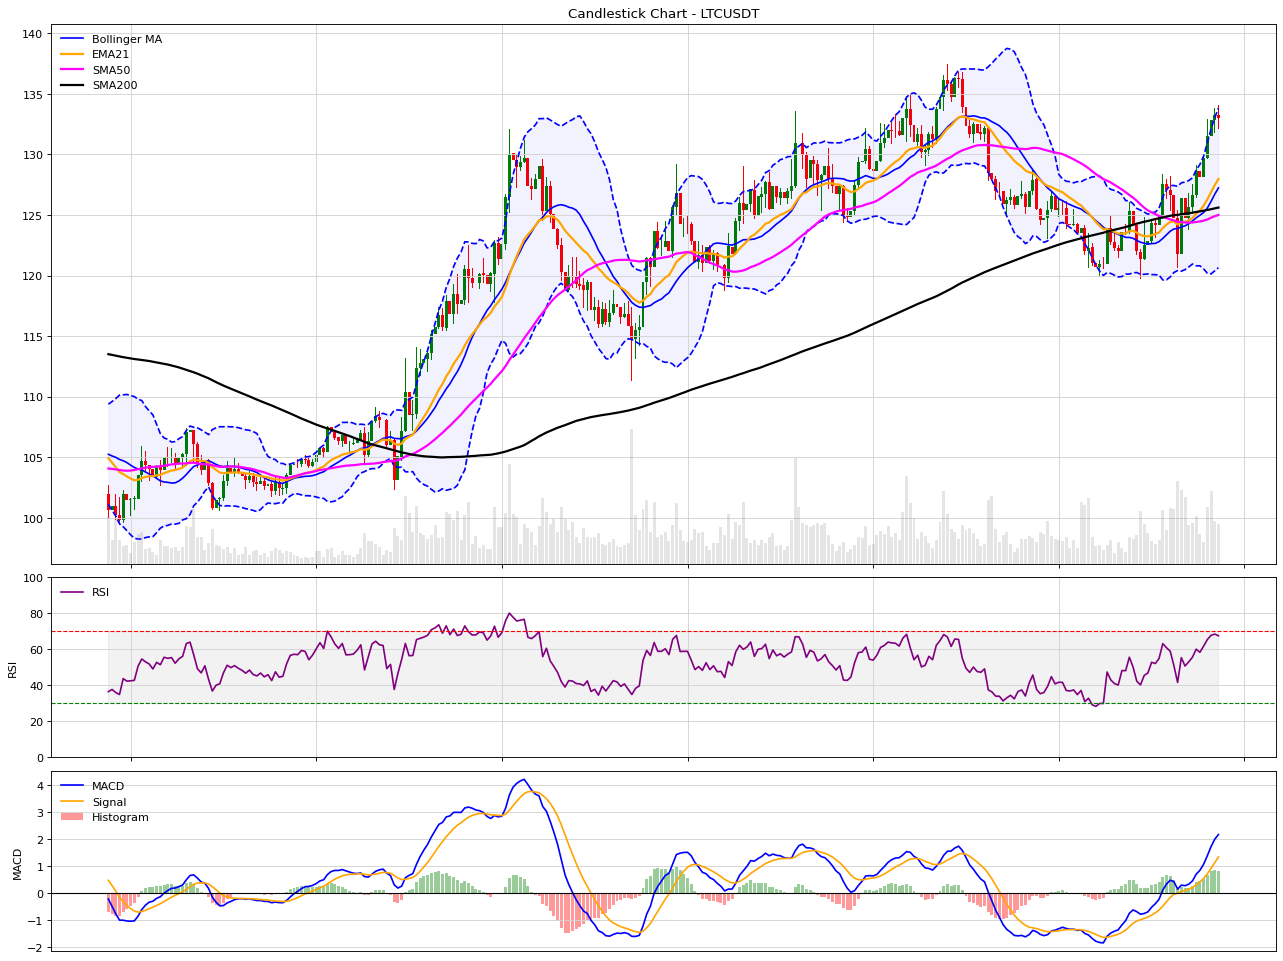 Candlestick Chart - LTCUSDT
Bollinger MA
EMA21
SMA50
SMA200
140
135
130
125
120
115
110
105
100
RSI
100
80
60
40
20
0
RSI
MACD
Signal
Histogram
4
3
2
1
0
−1
−2
MACD